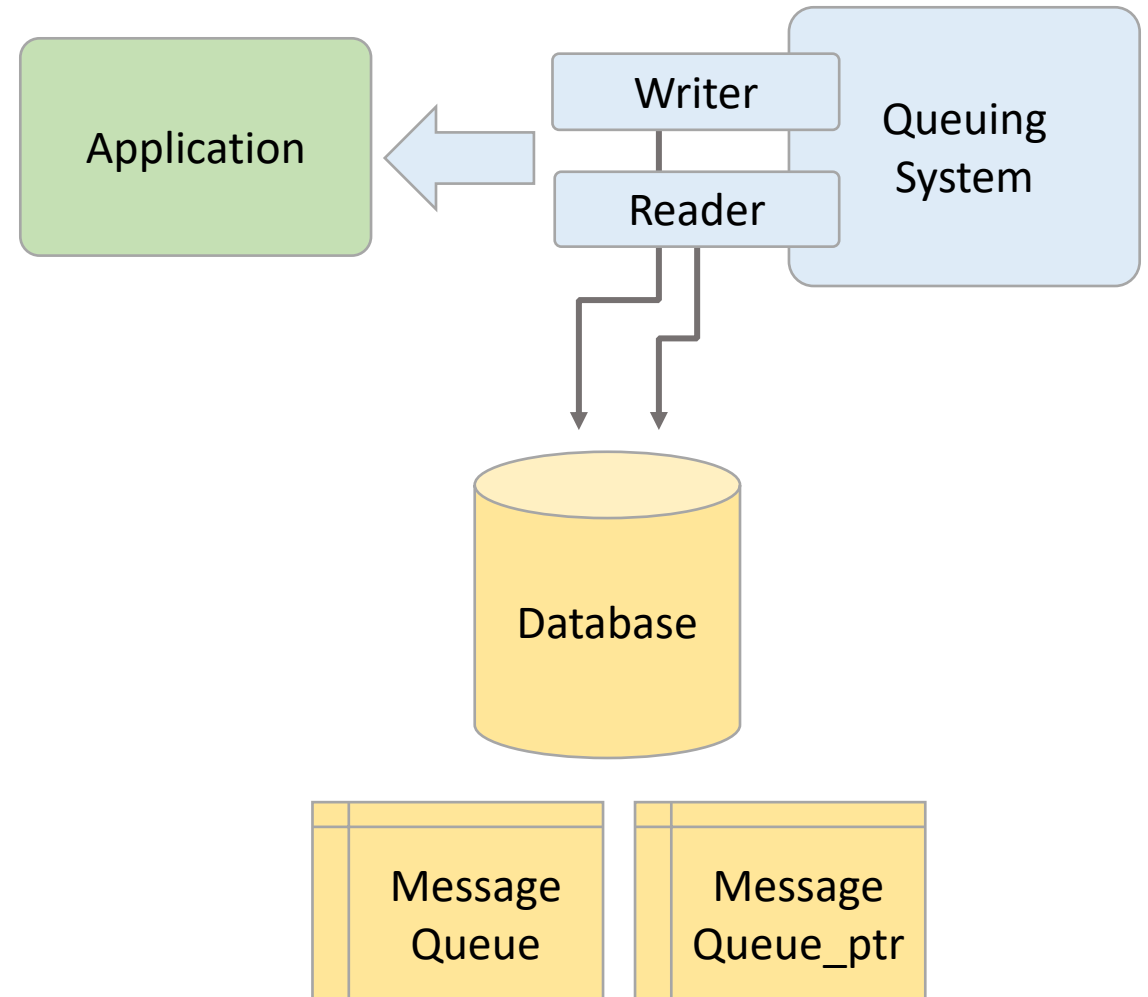 Application
Writer
Reader
Queuing
System
Database
Message
Queue
Message
Queue_ptr